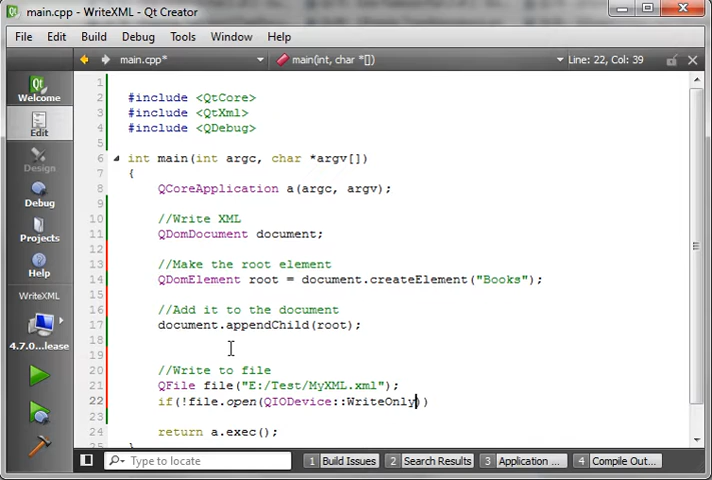 main.cpp - WriteXML - Qt Creator
File Edit Build Debug Tools Window Help
main.cpp* main(int, char *[]) Line: 22, Col: 39
Welcome
Edit
Design
Debug
Projects
Help
WriteXML
4.7.0...lease
1
2 #include <QtCore>
3 #include <QtXml>
4 #include <QDebug>
5
6 int main(int argc, char *argv[])
7 {
8 QCoreApplication a(argc, argv);
9
10 //Write XML
11 QDomDocument document;
12
13 //Make the root element
14 QDomElement root = document.createElement("Books");
15
16 //Add it to the document
17 document.appendChild(root);
18
19
20 //Write to file
21 QFile file("E:/Test/MyXML.xml");
22 if(!file.open(QIODevice::WriteOnly))
23
24 return a.exec();
Type to locate 1 Build Issues 2 Search Results 3 Application ... 4 Compile Out...